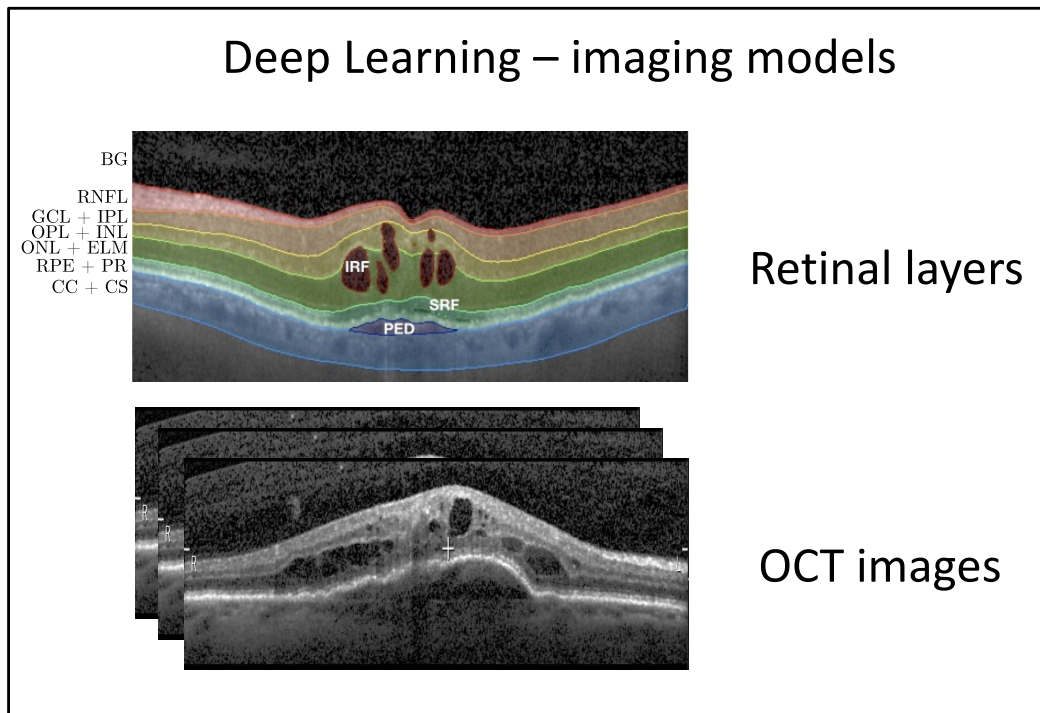 Deep Learning – imaging models
BG
RNFL
GCL + IPL
OPL + INL
ONL + ELM
RPE + PR
CC + CS
IRF
SRF
PED
Retinal layers
R
R
R
L
OCT images